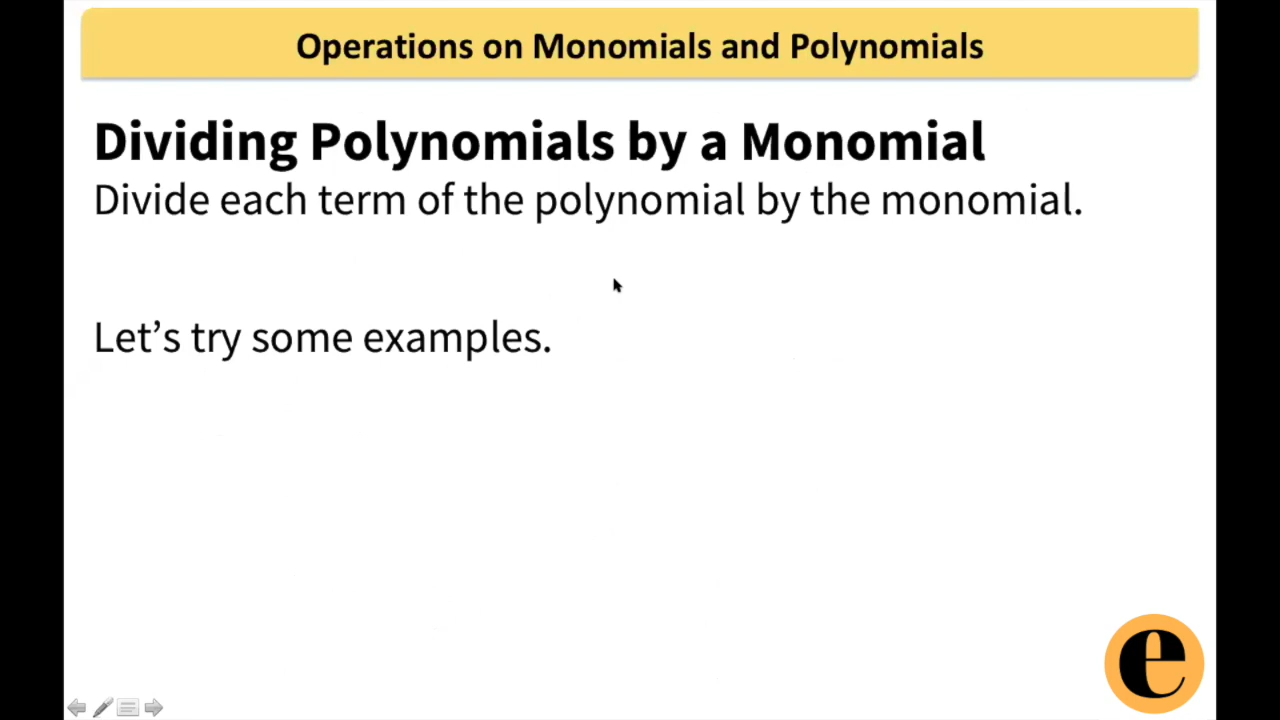 Operations on Monomials and Polynomials
Dividing Polynomials by a Monomial
Divide each term of the polynomial by the monomial.
Let’s try some examples.
e